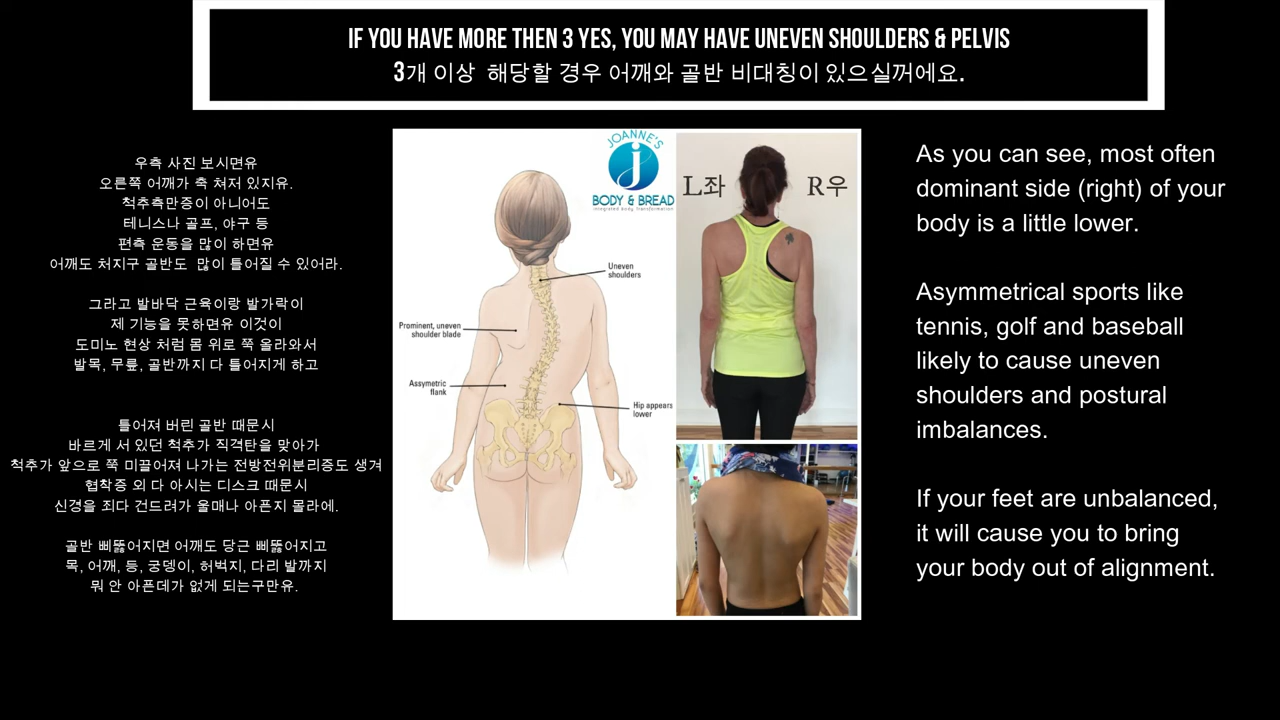 IF YOU HAVE MORE THEN 3 YES, YOU MAY HAVE UNEVEN SHOULDERS & PELVIS
3개 이상 해당할 경우 어깨와 골반 비대칭이 있으실꺼에요.
우측 사진 보시면유
오른쪽 어깨가 축 쳐저 있지유.
척추측만증이 아니어도
테니스나 골프, 야구 등
편측 운동을 많이 하면유
어깨도 처지구 골반도 많이 틀어질 수 있어라.
그라고 발바닥 근육이랑 발가락이
제 기능을 못하면유 이것이
도미노 현상 처럼 몸 위로 쭉 올라와서
발목, 무릎, 골반까지 다 틀어지게 하고
틀어져 버린 골반 때문시
바르게 서 있던 척추가 직격탄을 맞아가
척추가 앞으로 쭉 미끌어져 나가는 전방전위분리증도 생겨
협착증 외 다 아시는 디스크 때문시
신경을 죄다 건드려가 울매나 아픈지 몰라에.
골반 삐뚫어지면 어깨도 당근 삐뚫어지고
목, 어깨, 등, 궁뎅이, 허벅지, 다리 발까지
뭐 안 아픈데가 없게 되는구만유.
JOANNE'S
j
BODY & BREAD
Integrated Body Transformation
Uneven
shoulders
Prominent, uneven
shoulder blade
Assymetric
flank
Hip appears
lower
L좌
R우
As you can see, most often
dominant side (right) of your
body is a little lower.
Asymmetrical sports like
tennis, golf and baseball
likely to cause uneven
shoulders and postural
imbalances.
If your feet are unbalanced,
it will cause you to bring
your body out of alignment.